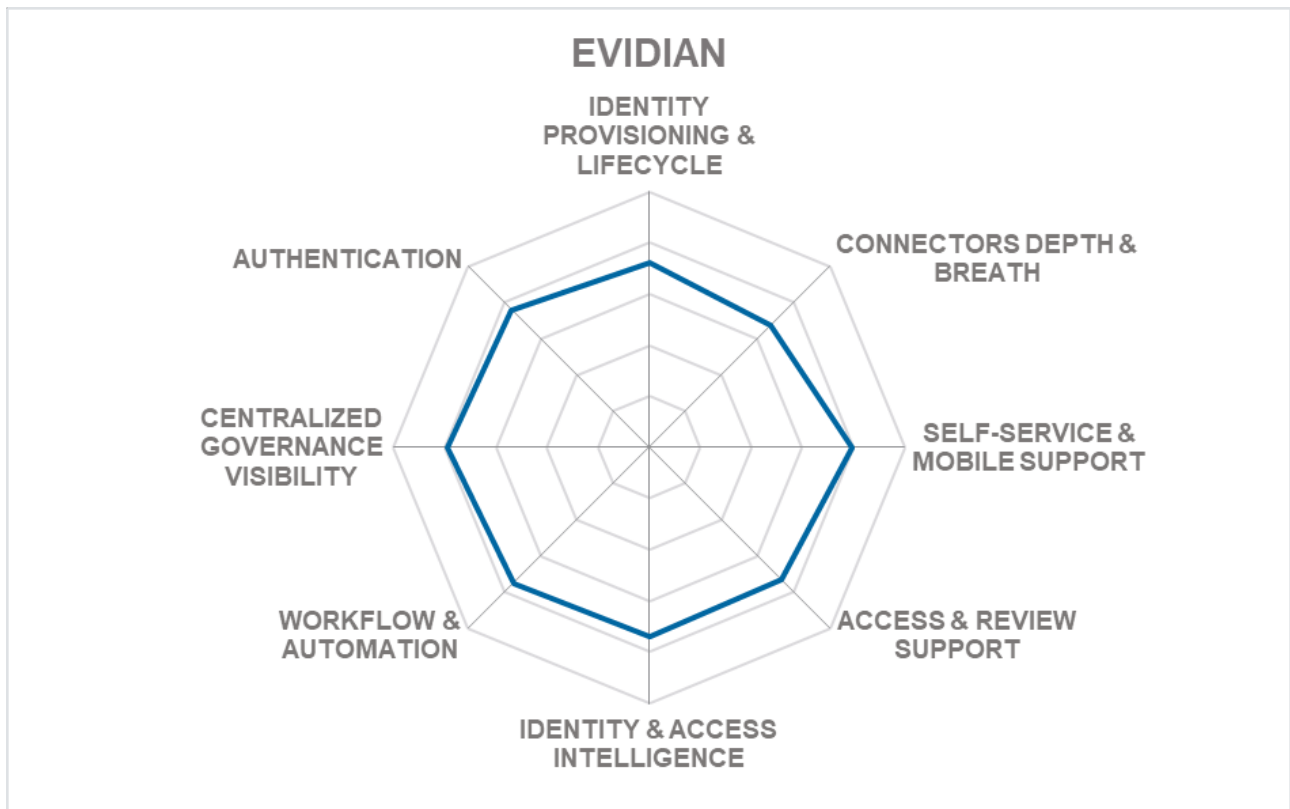 EVIDIAN
IDENTITY
PROVISIONING &
LIFECYCLE
CONNECTORS DEPTH &
BREATH
SELF-SERVICE &
MOBILE SUPPORT
ACCESS & REVIEW
SUPPORT
IDENTITY & ACCESS
INTELLIGENCE
WORKFLOW &
AUTOMATION
CENTRALIZED
GOVERNANCE
VISIBILITY
AUTHENTICATION